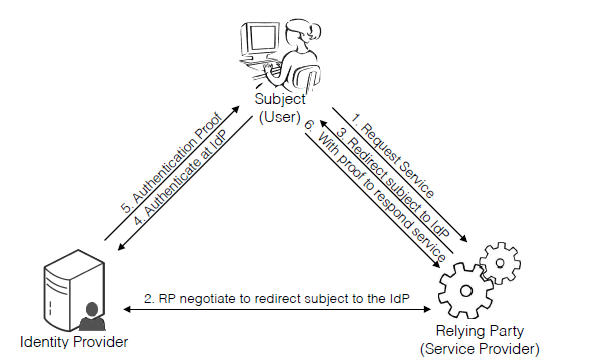 Subject
(User)
1. Request Service
3. Redirect subject to IdP
6. With proof to respond service
5. Authentication Proof
4. Authenticate at IdP
2. RP negotiate to redirect subject to the IdP
Identity Provider
Relying Party
(Service Provider)